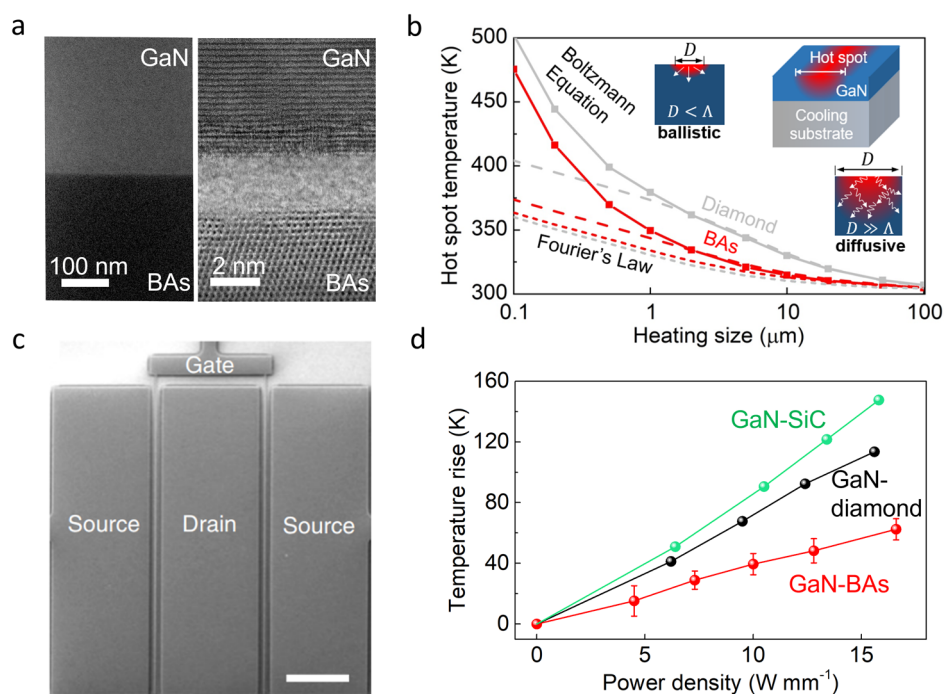 a
GaN
GaN
100 nm
BAs
2 nm
BAs
b
500
450
400
350
300
Hot spot temperature (K)
0.1
1
10
100
Heating size (μm)
Boltzmann
Equation
D
D < Λ
ballistic
Hot spot
GaN
Cooling
substrate
D
D ≫ Λ
diffusive
Diamond
BAs
Fourier's Law
c
Gate
Source
Drain
Source
d
160
120
80
40
0
Temperature rise (K)
0
5
10
15
Power density (W mm⁻¹)
GaN-SiC
GaN-
diamond
GaN-BAs